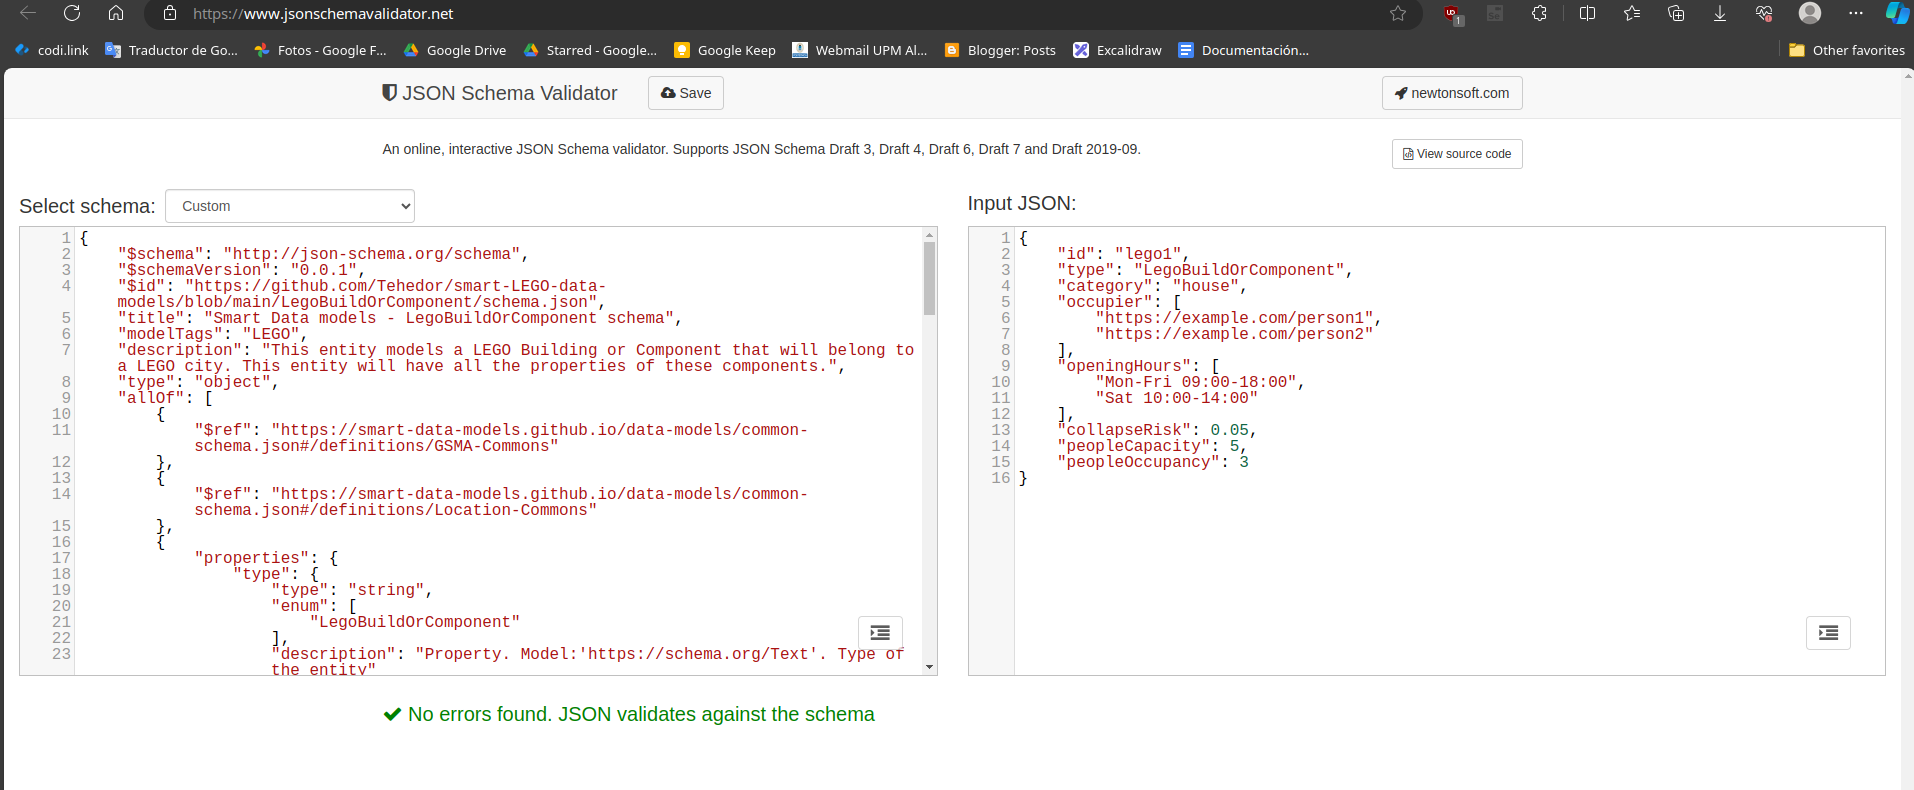 https://www.jsonschemavalidator.net
1
codi.link
Traductor de Go...
Fotos - Google F...
Google Drive
Starred - Google...
Google Keep
Webmail UPM Al...
Blogger: Posts
Excalidraw
Documentación...
Other favorites
JSON Schema Validator
Save
newtonsoft.com
An online, interactive JSON Schema validator. Supports JSON Schema Draft 3, Draft 4, Draft 6, Draft 7 and Draft 2019-09.
View source code
Select schema: Custom
1 {
2 "$schema": "http://json-schema.org/schema",
3 "$schemaVersion": "0.0.1",
4 "$id": "https://github.com/Tehedor/smart-LEGO-data-
models/blob/main/LegoBuildOrComponent/schema.json",
5 "title": "Smart Data models - LegoBuildOrComponent schema",
6 "modelTags": "LEGO",
7 "description": "This entity models a LEGO Building or Component that will belong to
a LEGO city. This entity will have all the properties of these components.",
8 "type": "object",
9 "allOf": [
10 {
11 "$ref": "https://smart-data-models.github.io/data-models/common-
schema.json#/definitions/GSMA-Commons"
12 },
13 {
14 "$ref": "https://smart-data-models.github.io/data-models/common-
schema.json#/definitions/Location-Commons"
15 },
16 {
17 "properties": {
18 "type": {
19 "type": "string",
20 "enum": [
21 "LegoBuildOrComponent"
22 ],
23 "description": "Property. Model:'https://schema.org/Text'. Type of
the entity"
Input JSON:
1 {
2 "id": "lego1",
3 "type": "LegoBuildOrComponent",
4 "category": "house",
5 "occupier": [
6 "https://example.com/person1",
7 "https://example.com/person2"
8 ],
9 "openingHours": [
10 "Mon-Fri 09:00-18:00",
11 "Sat 10:00-14:00"
12 ],
13 "collapseRisk": 0.05,
14 "peopleCapacity": 5,
15 "peopleOccupancy": 3
16 }
No errors found. JSON validates against the schema